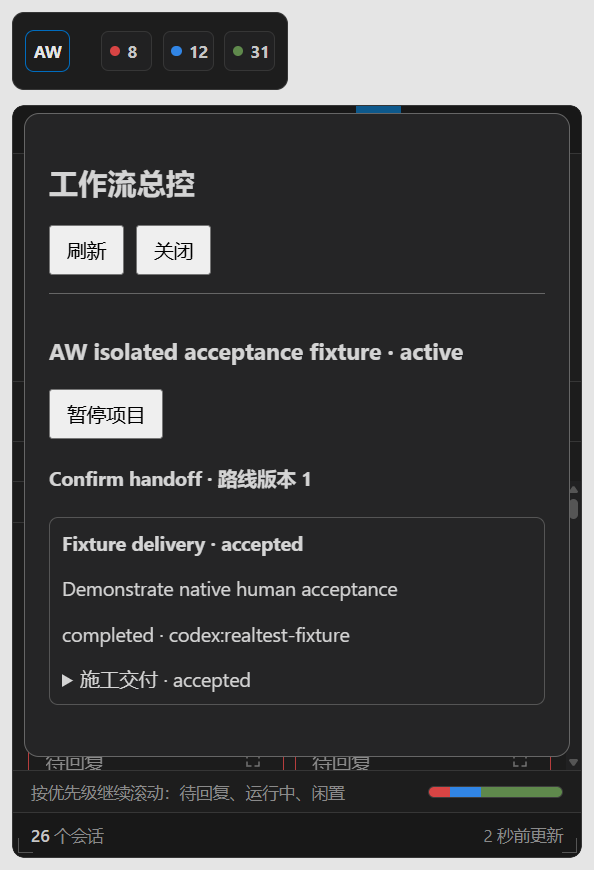 AW 8 12 31
工作流总控
刷新 关闭
AW isolated acceptance fixture · active
暂停项目
Confirm handoff · 路线版本 1
Fixture delivery · accepted
Demonstrate native human acceptance
completed · codex:realtest-fixture
▶ 施工交付 · accepted
待回复 待回复
按优先级继续滚动：待回复、运行中、闲置
26 个会话 2 秒前更新